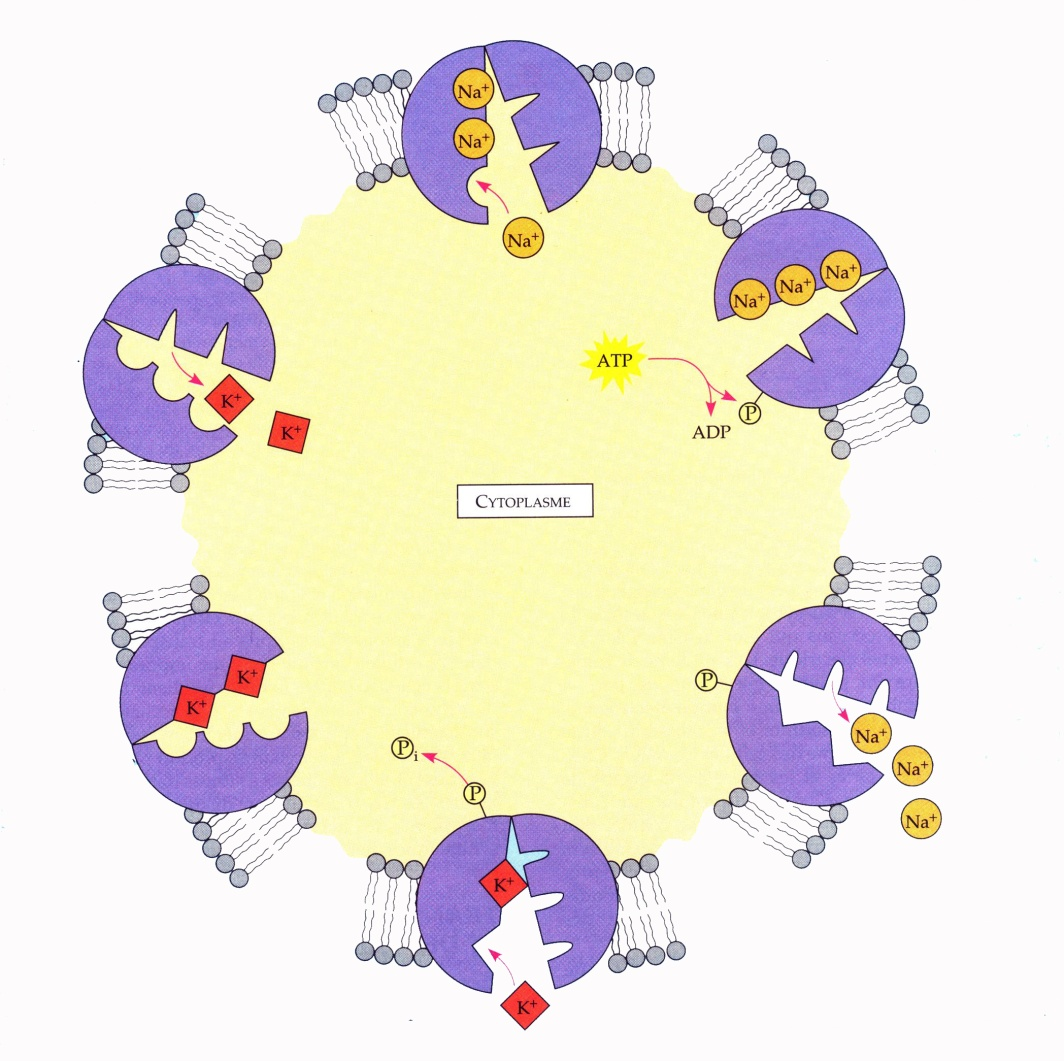 Na⁺
Na⁺
Na⁺
Na⁺ Na⁺ Na⁺
ATP
P
ADP
K⁺
K⁺
CYTOPLASME
P
K⁺
K⁺
Na⁺
Na⁺
Na⁺
Pi
P
K⁺
K⁺